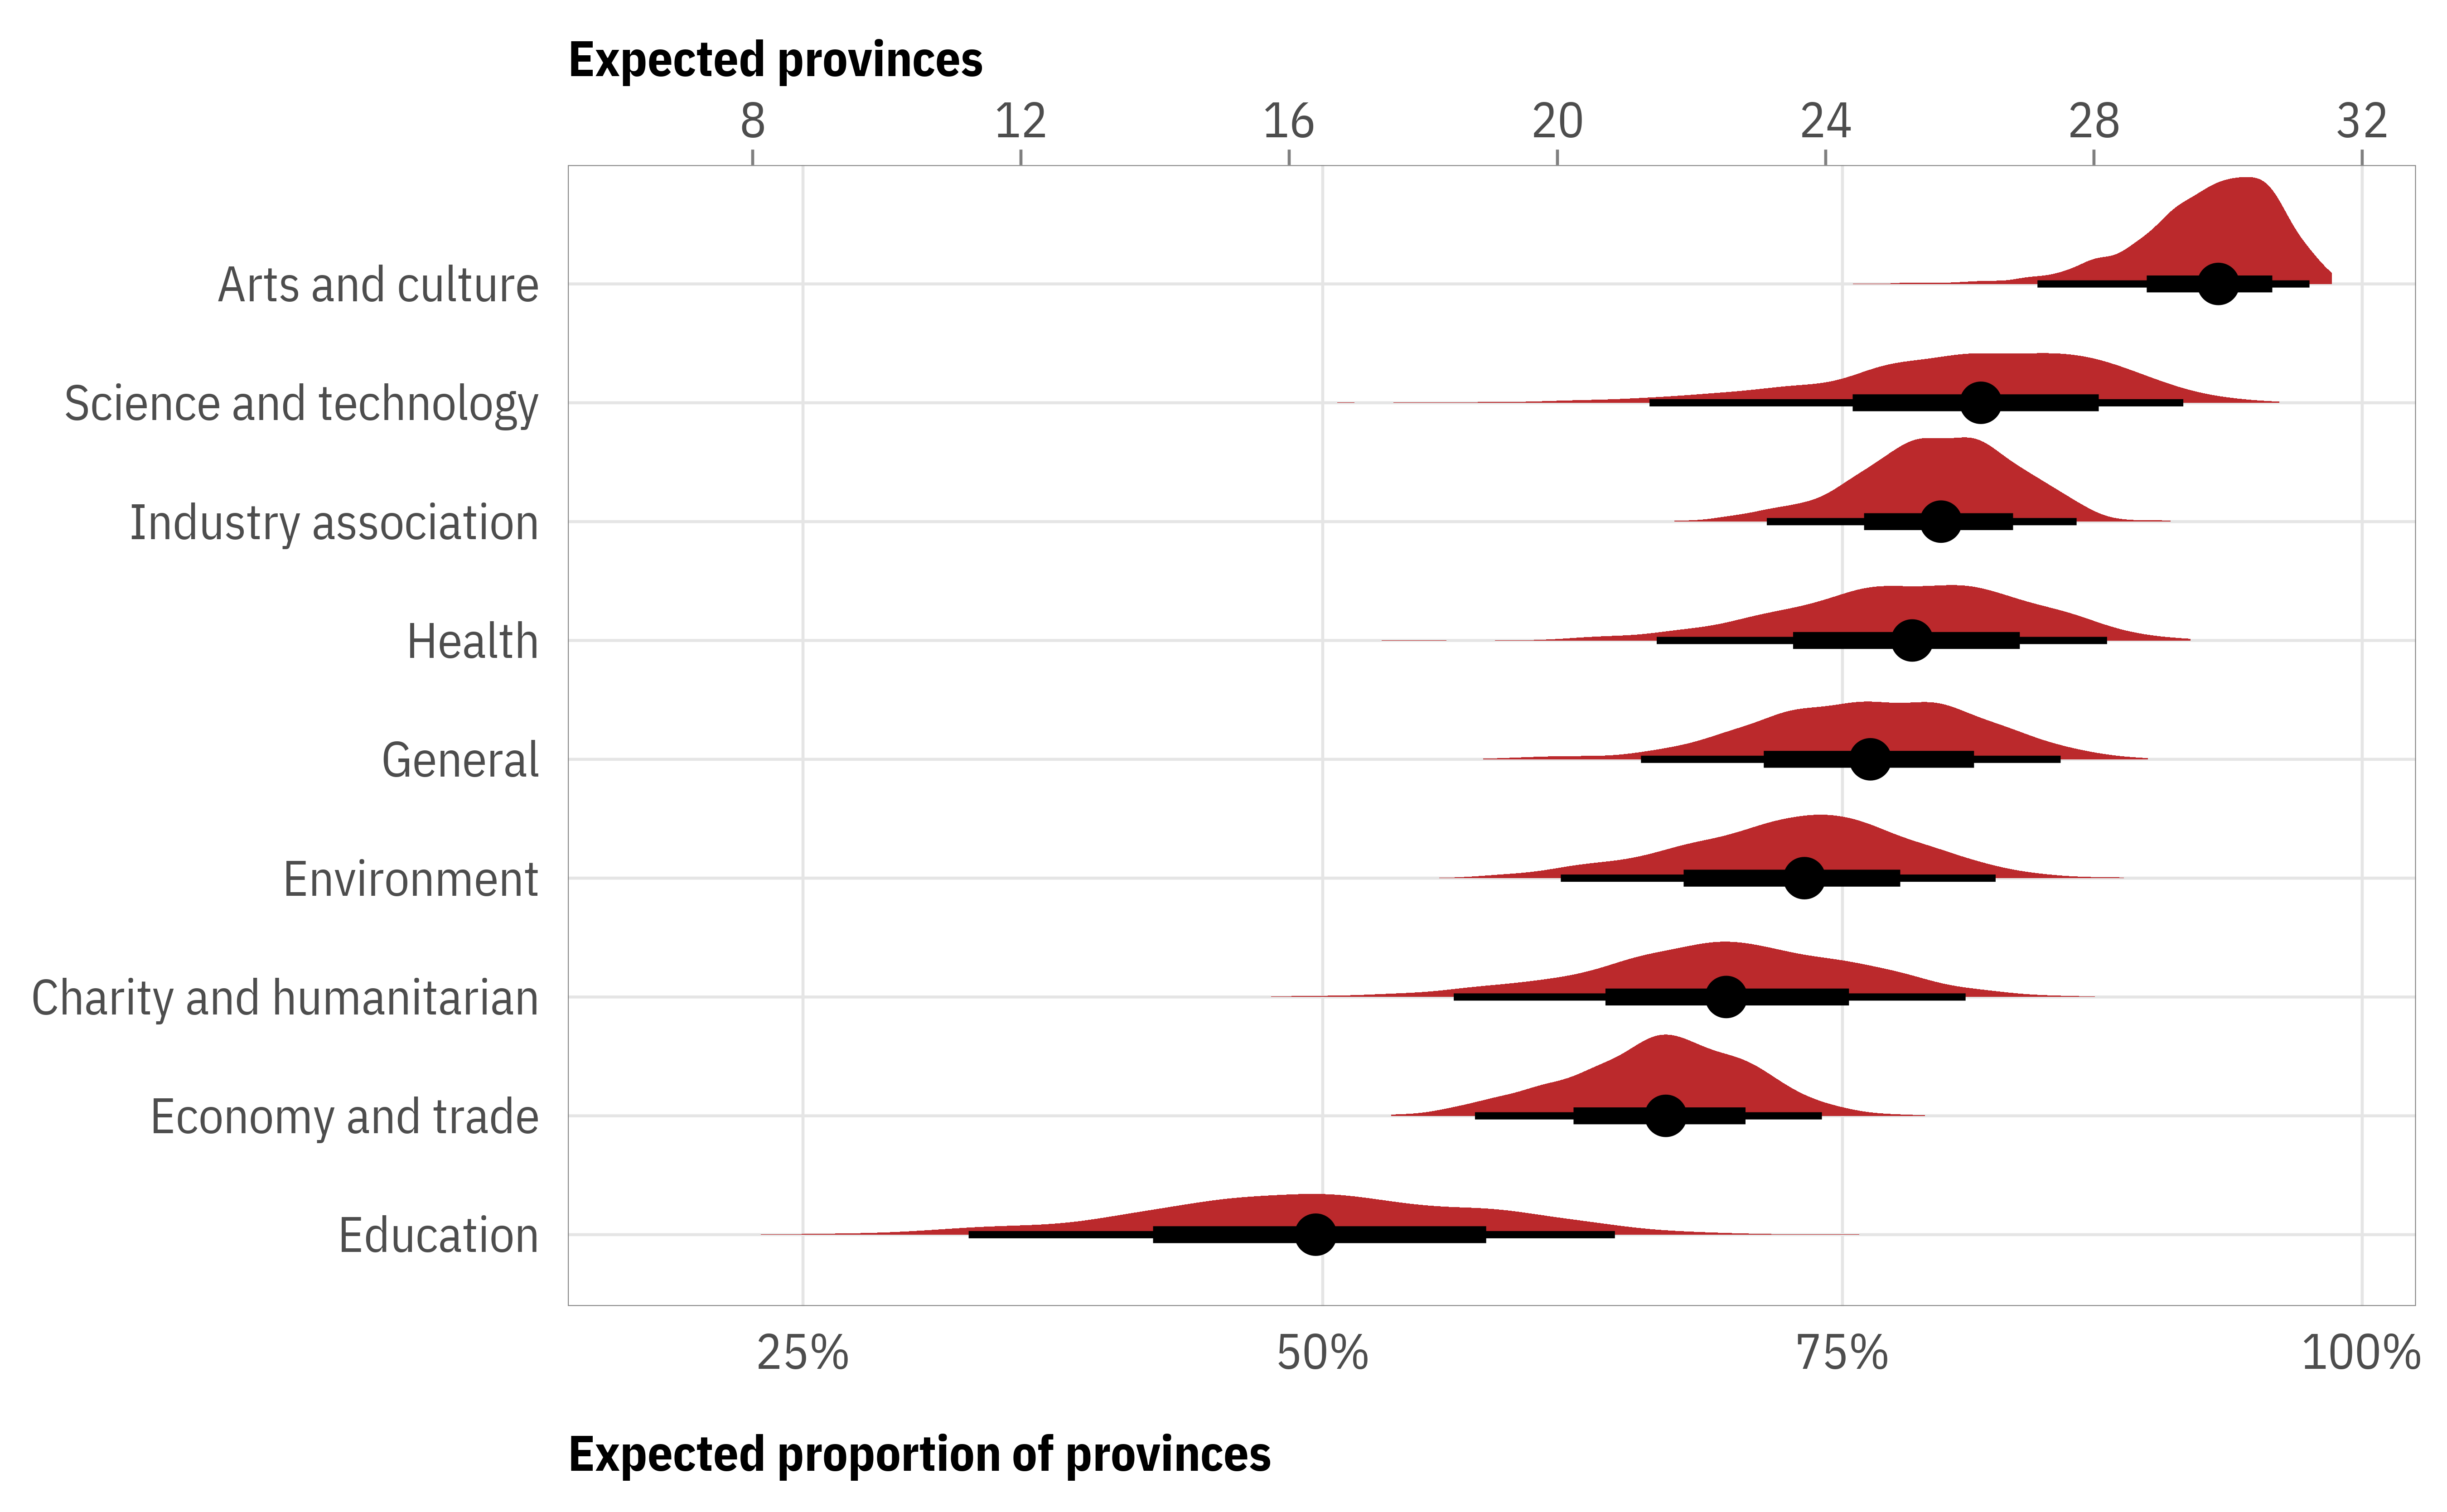 Expected provinces
8 12 16 20 24 28 32
Arts and culture
Science and technology
Industry association
Health
General
Environment
Charity and humanitarian
Economy and trade
Education
25% 50% 75% 100%
Expected proportion of provinces